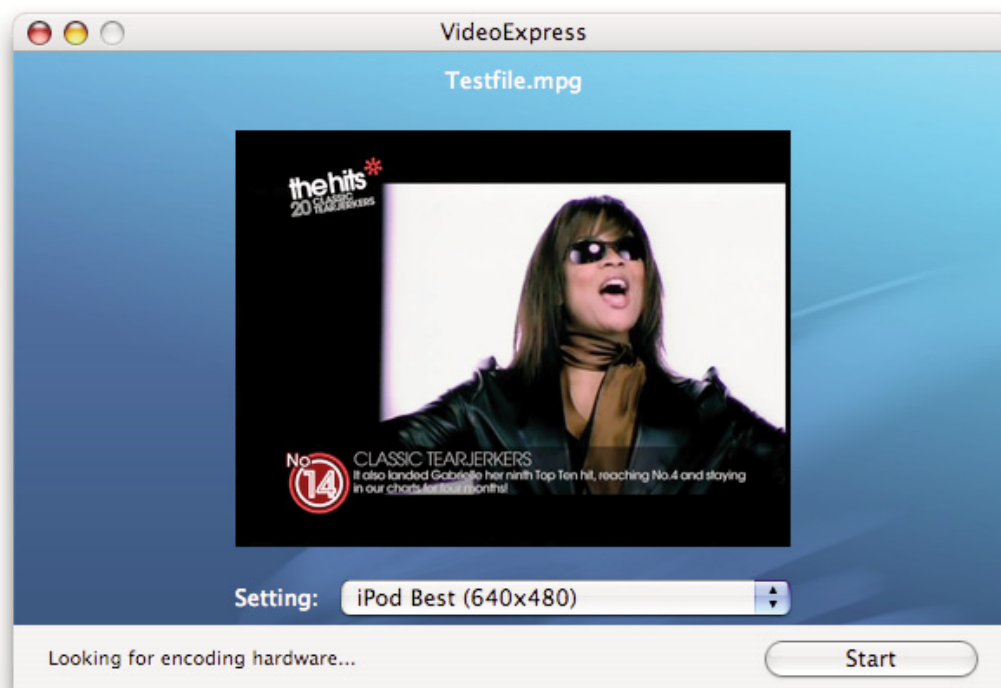 VideoExpress
Testfile.mpg
the hits
20 CLASSIC
TEARJERKERS
No
14
CLASSIC TEARJERKERS
It also landed Gabrielle her ninth Top Ten hit, reaching No.4 and staying
in our charts for four months!
Setting:
iPod Best (640x480)
Looking for encoding hardware...
Start